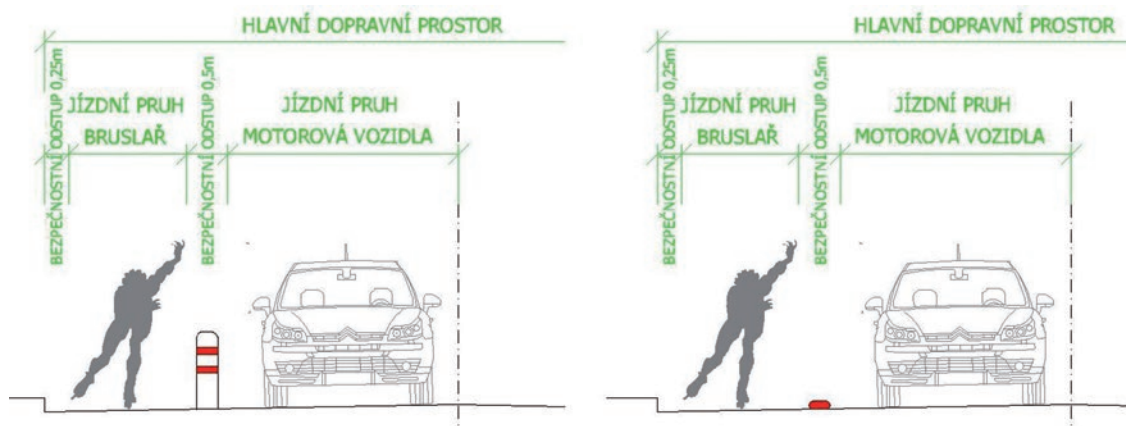 HLAVNÍ DOPRAVNÍ PROSTOR
BEZPEČNOSTNÍ ODSTUP 0,25m
JÍZDNÍ PRUH
BRUSLAŘ
BEZPEČNOSTNÍ ODSTUP 0,5m
JÍZDNÍ PRUH
MOTOROVÁ VOZIDLA
HLAVNÍ DOPRAVNÍ PROSTOR
BEZPEČNOSTNÍ ODSTUP 0,25m
JÍZDNÍ PRUH
BRUSLAŘ
BEZPEČNOSTNÍ ODSTUP 0,5m
JÍZDNÍ PRUH
MOTOROVÁ VOZIDLA